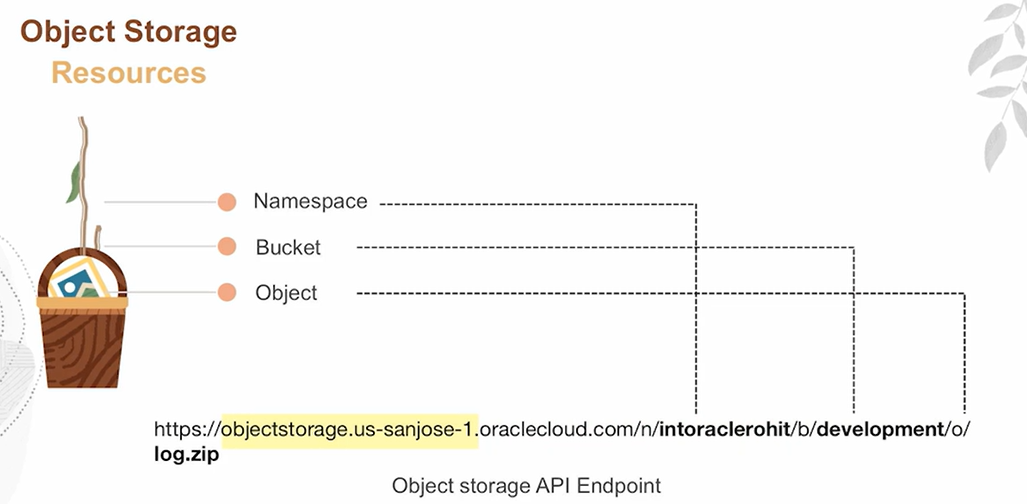 Object Storage
Resources
Namespace
Bucket
Object
https://objectstorage.us-sanjose-1.oraclecloud.com/n/intoraclerohit/b/development/o/
log.zip
Object storage API Endpoint